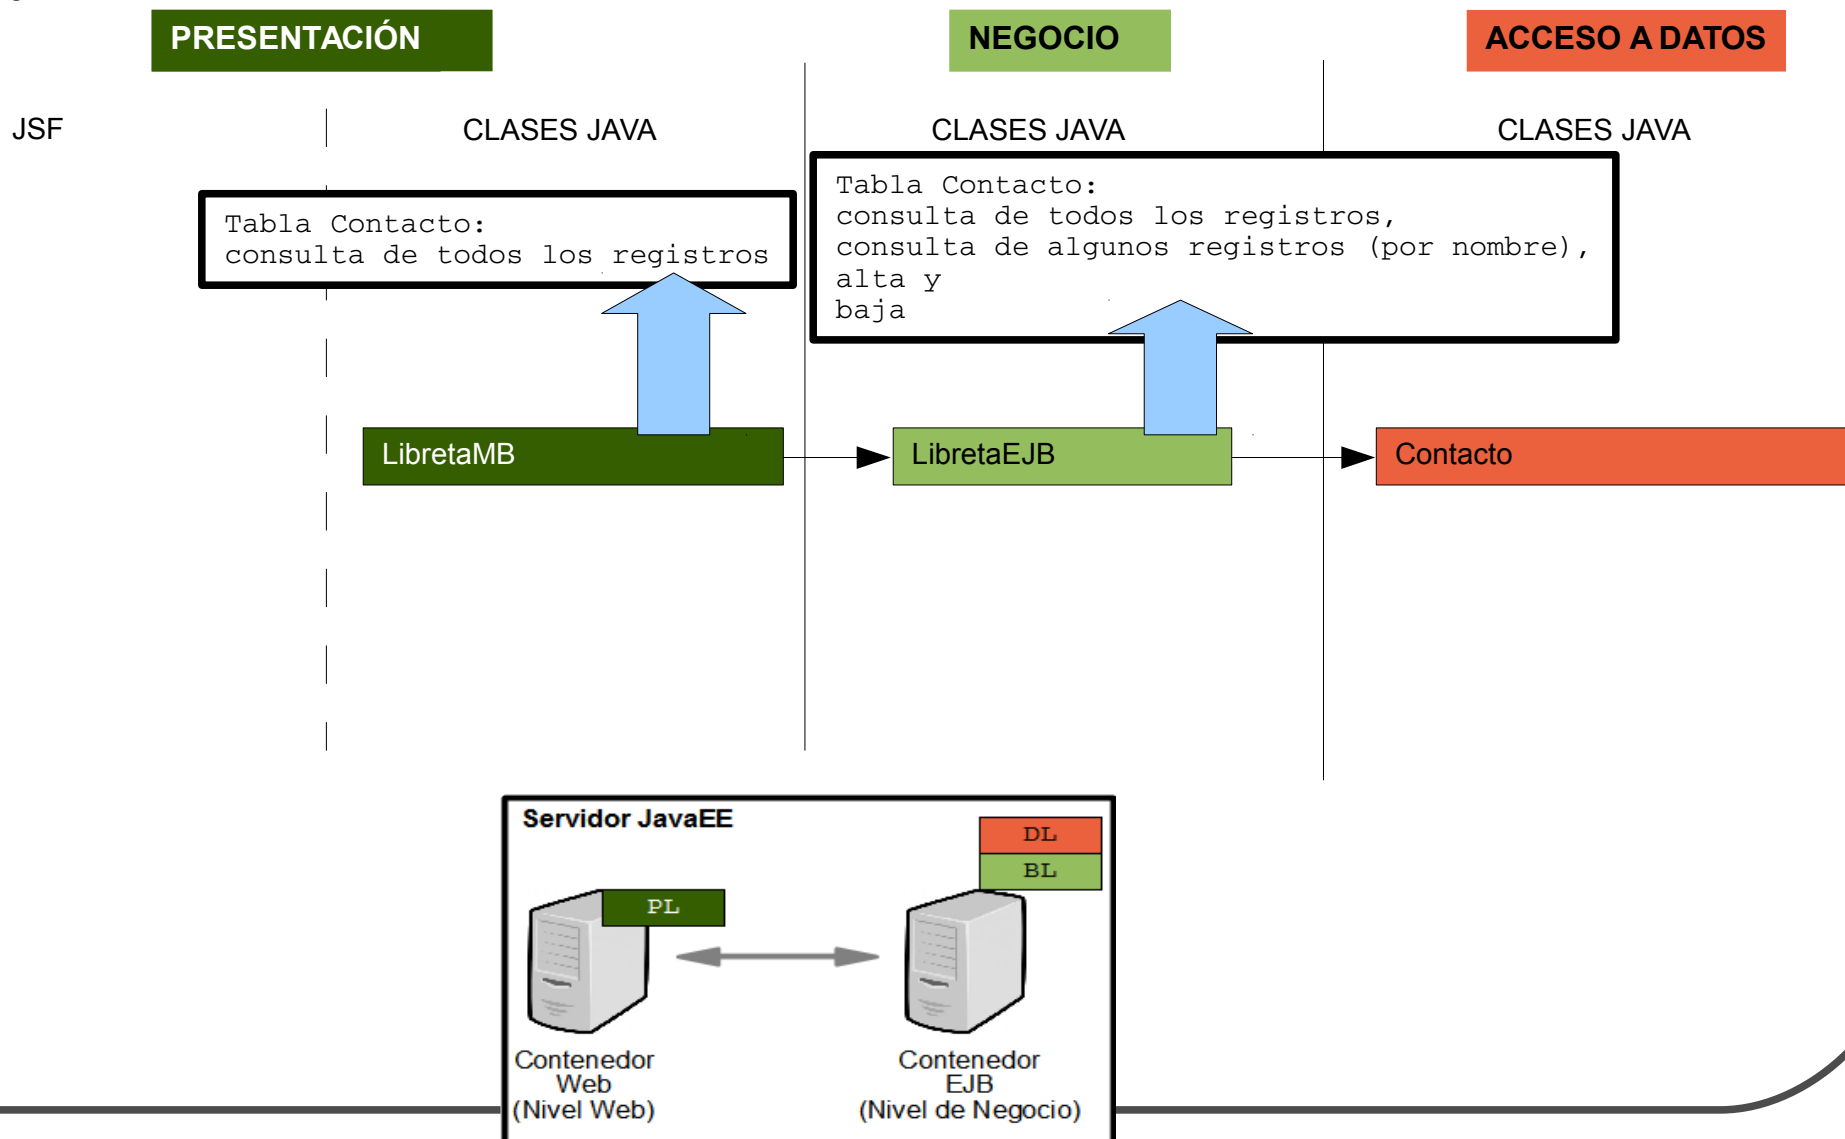 PRESENTACIÓN
NEGOCIO
ACCESO A DATOS
JSF
CLASES JAVA
CLASES JAVA
CLASES JAVA
Tabla Contacto:
consulta de todos los registros
Tabla Contacto:
consulta de todos los registros,
consulta de algunos registros (por nombre),
alta y
baja
LibretaMB
LibretaEJB
Contacto
Servidor JavaEE
DL
BL
PL
Contenedor
Web
(Nivel Web)
Contenedor
EJB
(Nivel de Negocio)